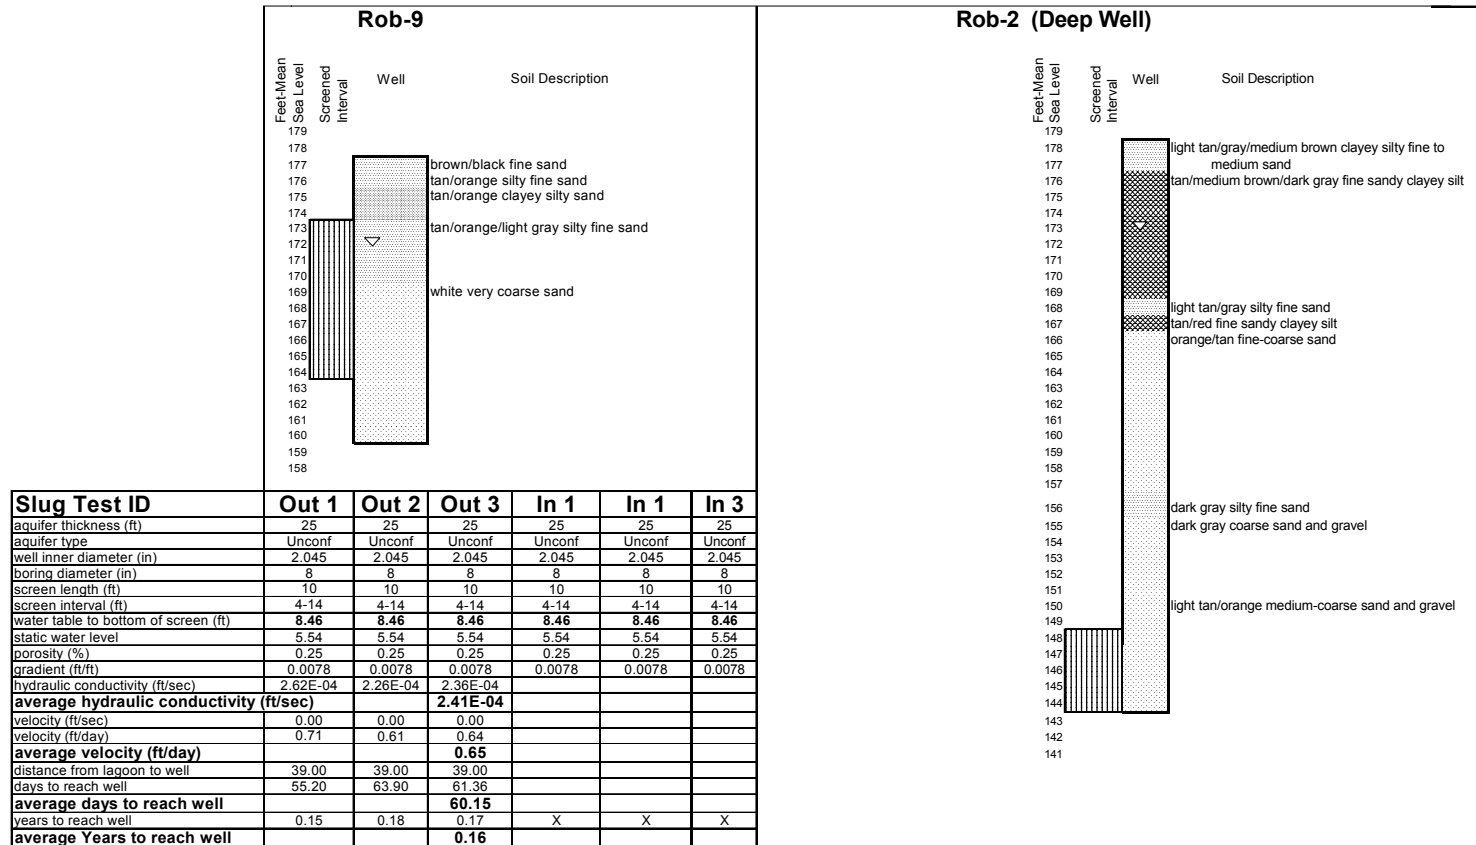 Rob-9
Feet-Mean Sea Level
Screened Interval
Well
Soil Description
179
178
177
176
175
174
173
172
171
170
169
168
167
166
165
164
163
162
161
160
159
158
brown/black fine sand
tan/orange silty fine sand
tan/orange clayey silty sand
tan/orange/light gray silty fine sand
white very coarse sand
Rob-2 (Deep Well)
Feet-Mean Sea Level
Screened Interval
Well
Soil Description
179
178
177
176
175
174
173
172
171
170
169
168
167
166
165
164
163
162
161
160
159
158
157
156
155
154
153
152
151
150
149
148
147
146
145
144
143
142
141
light tan/gray/medium brown clayey silty fine to
medium sand
tan/medium brown/dark gray fine sandy clayey silt
light tan/gray silty fine sand
tan/red fine sandy clayey silt
orange/tan fine-coarse sand
dark gray silty fine sand
dark gray coarse sand and gravel
light tan/orange medium-coarse sand and gravel
Slug Test ID Out 1 Out 2 Out 3 In 1 In 1 In 3
aquifer thickness (ft) 25 25 25 25 25 25
aquifer type Unconf Unconf Unconf Unconf Unconf Unconf
well inner diameter (in) 2.045 2.045 2.045 2.045 2.045 2.045
boring diameter (in) 8 8 8 8 8 8
screen length (ft) 10 10 10 10 10 10
screen interval (ft) 4-14 4-14 4-14 4-14 4-14 4-14
water table to bottom of screen (ft) 8.46 8.46 8.46 8.46 8.46 8.46
static water level 5.54 5.54 5.54 5.54 5.54 5.54
porosity (%) 0.25 0.25 0.25 0.25 0.25 0.25
gradient (ft/ft) 0.0078 0.0078 0.0078 0.0078 0.0078 0.0078
hydraulic conductivity (ft/sec) 2.62E-04 2.26E-04 2.36E-04
average hydraulic conductivity (ft/sec) 2.41E-04
velocity (ft/sec) 0.00 0.00 0.00
velocity (ft/day) 0.71 0.61 0.64
average velocity (ft/day) 0.65
distance from lagoon to well 39.00 39.00 39.00
days to reach well 55.20 63.90 61.36
average days to reach well 60.15
years to reach well 0.15 0.18 0.17 X X X
average Years to reach well 0.16